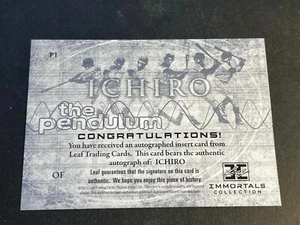 P1
ICHIRO
the
pendulum
CONGRATULATIONS!
You have received an autographed insert card from
Leaf Trading Cards. This card bears the authentic
autograph of: ICHIRO
OF
Leaf guarantees that the signature on this card is
authentic. We hope you enjoy this piece of history.
IMMORTALS
COLLECTION